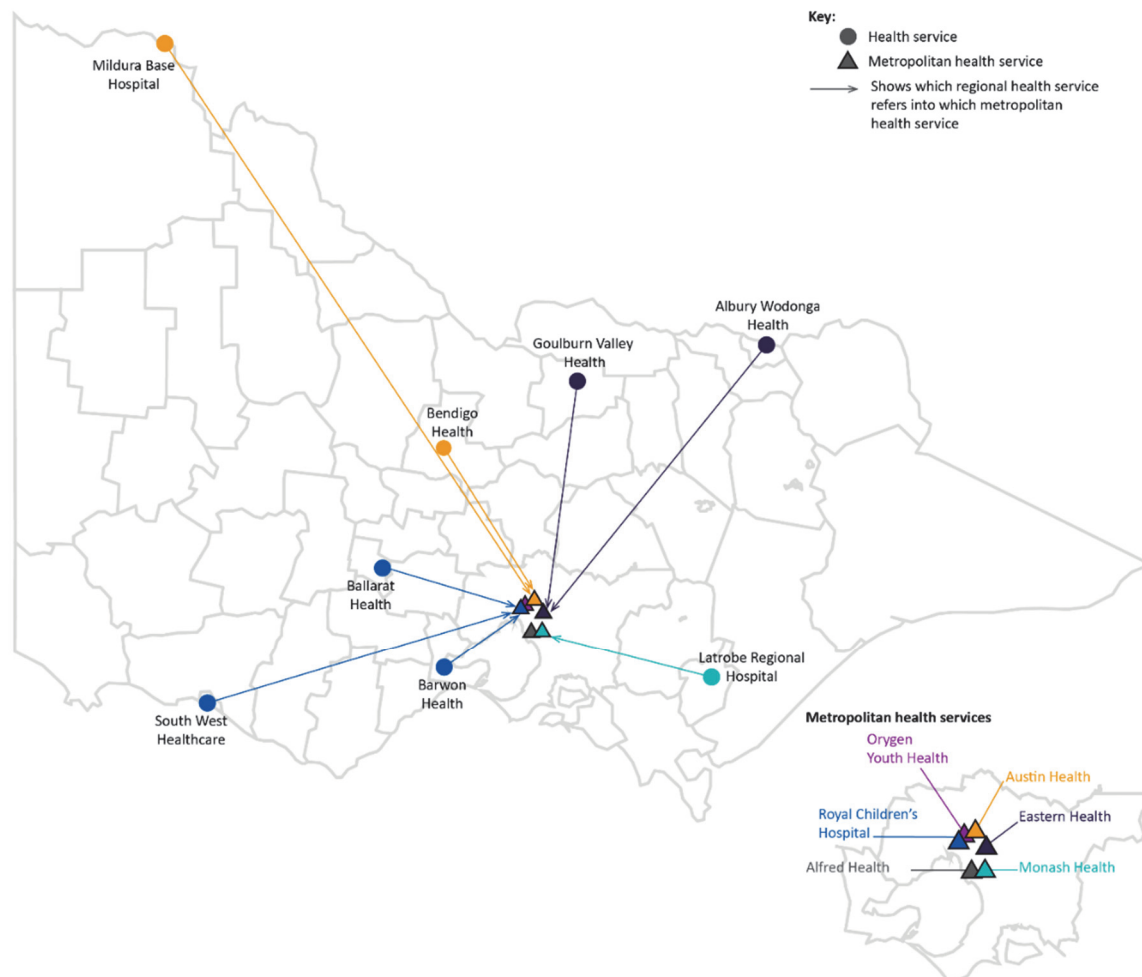 Key:
Health service
Metropolitan health service
Shows which regional health service
refers into which metropolitan
health service
Mildura Base
Hospital
Albury Wodonga
Health
Goulburn Valley
Health
Bendigo
Health
Ballarat
Health
Latrobe Regional
Hospital
Barwon
Health
South West
Healthcare
Metropolitan health services
Orygen
Youth Health
Austin Health
Royal Children's
Hospital
Eastern Health
Alfred Health
Monash Health